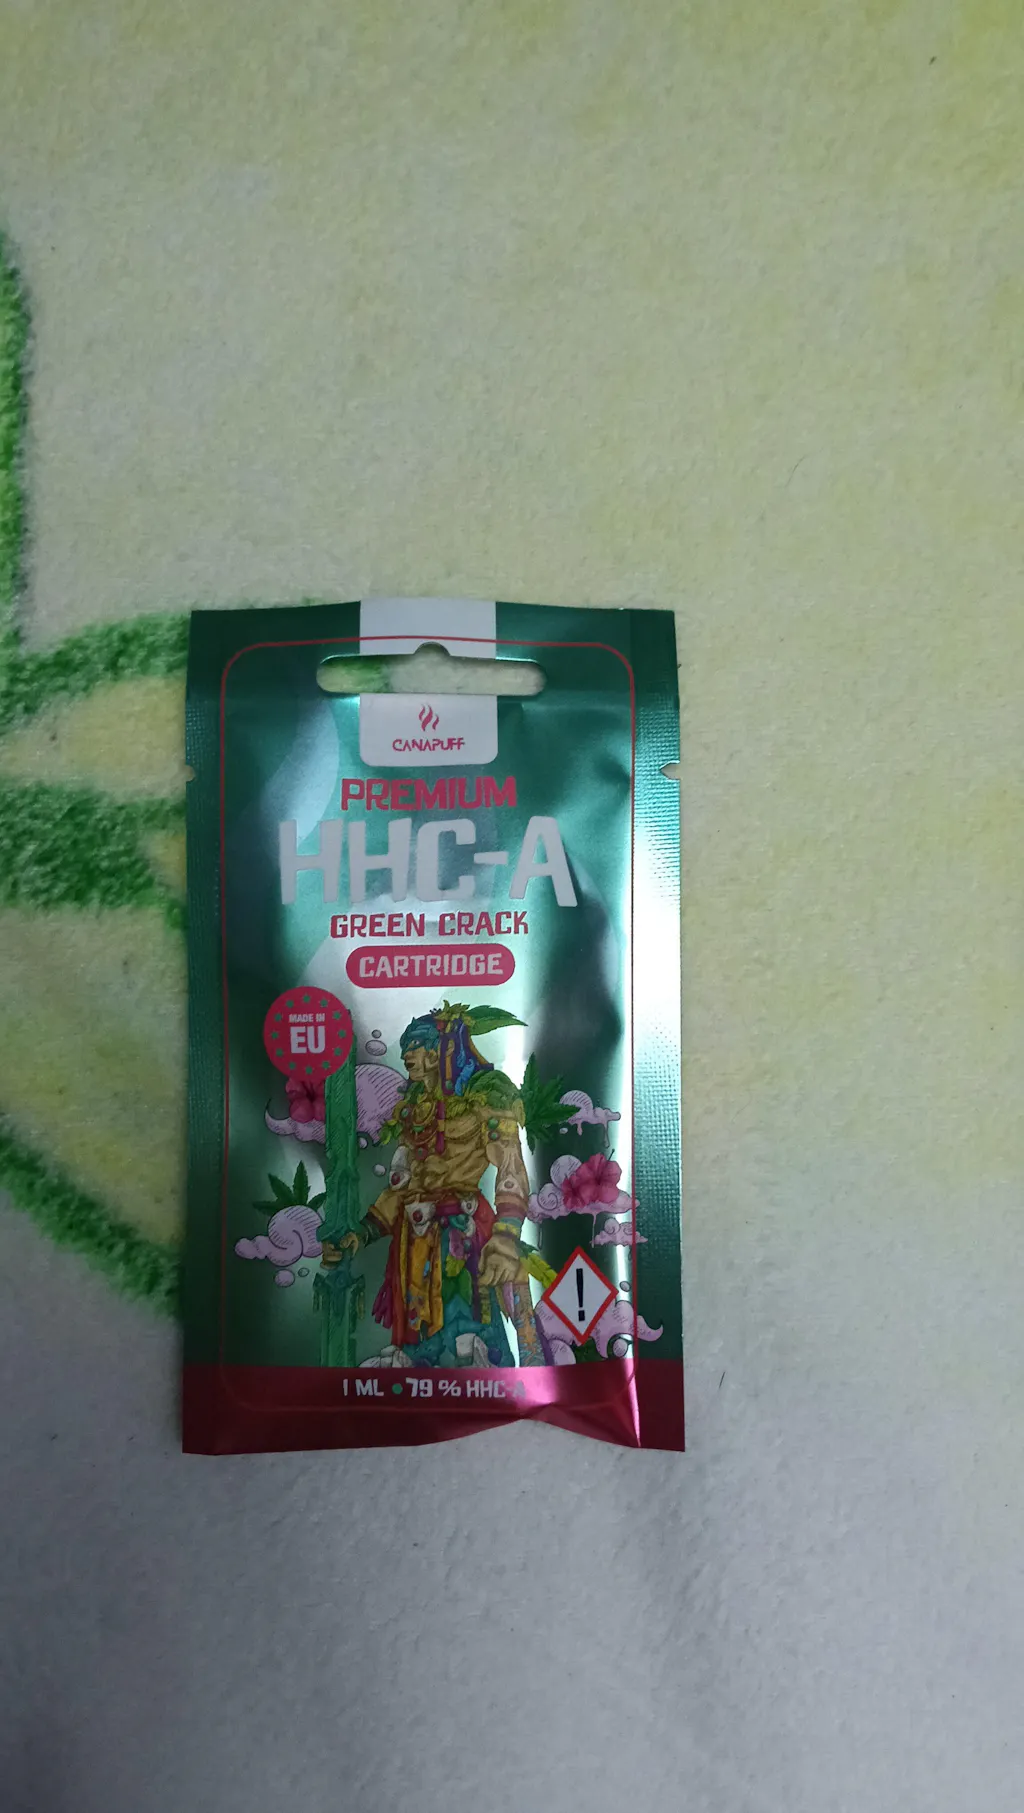 CANAPUFF
PREMIUM
HHC-A
GREEN CRACK
CARTRIDGE
MADE IN
EU
!
1 ML • 79 % HHC-A